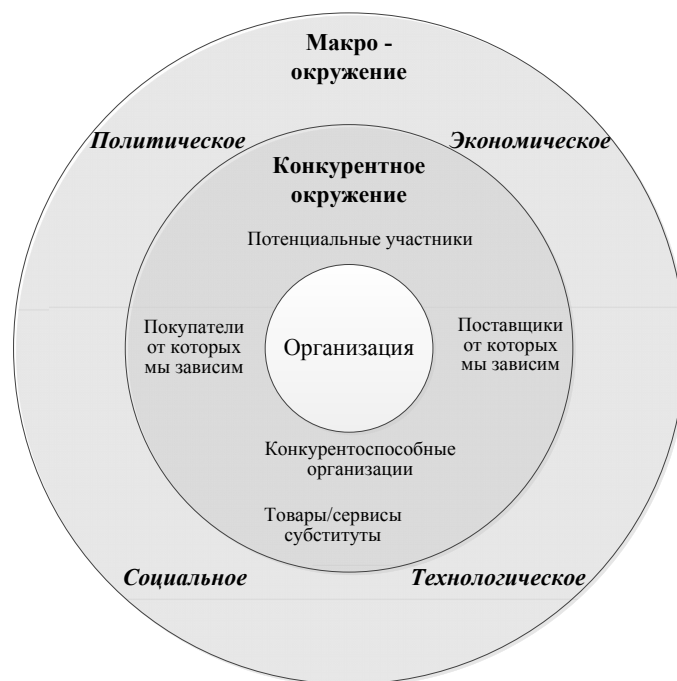 Макро -
окружение
Политическое
Экономическое
Конкурентное
окружение
Потенциальные участники
Покупатели
от которых
мы зависим
Организация
Поставщики
от которых
мы зависим
Конкурентоспособные
организации
Товары/сервисы
субституты
Социальное
Технологическое